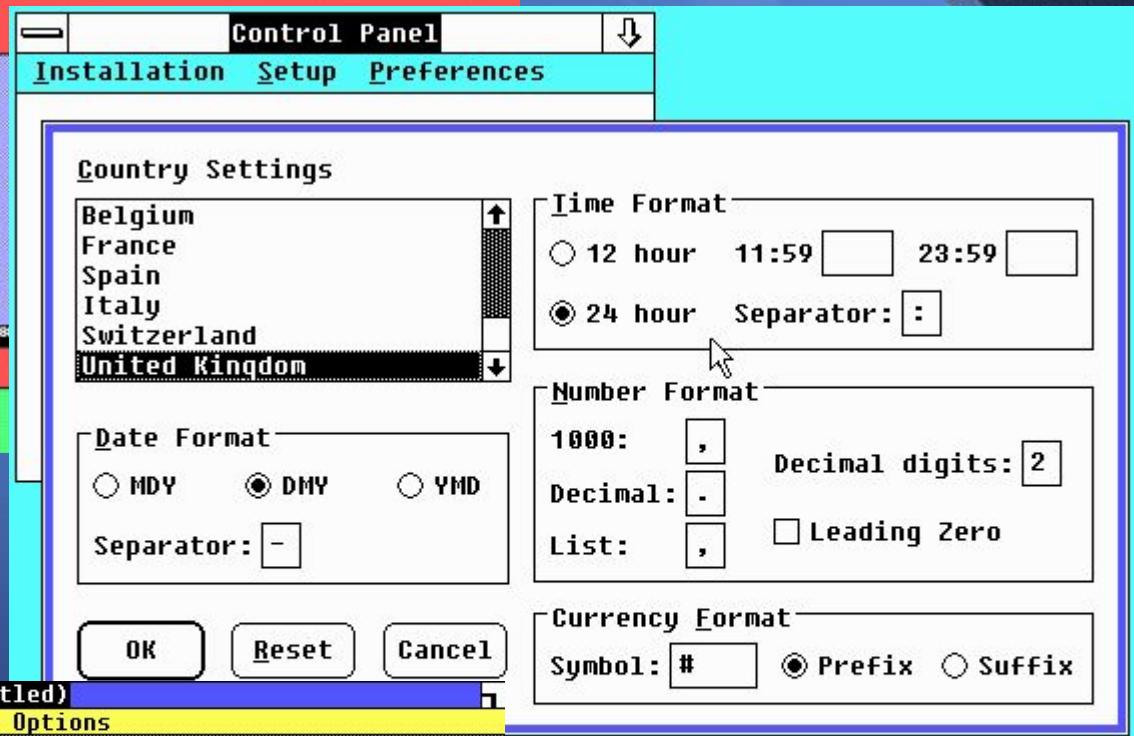 Control Panel
Installation Setup Preferences
Country Settings
Belgium
France
Spain
Italy
Switzerland
United Kingdom
Date Format
MDY DMY YMD
Separator: -
OK Reset Cancel
Time Format
12 hour 11:59 23:59
24 hour Separator: :
Number Format
1000: ,
Decimal: .
Decimal digits: 2
List: ,
Leading Zero
Currency Format
Symbol: # Prefix Suffix
tled)
Options